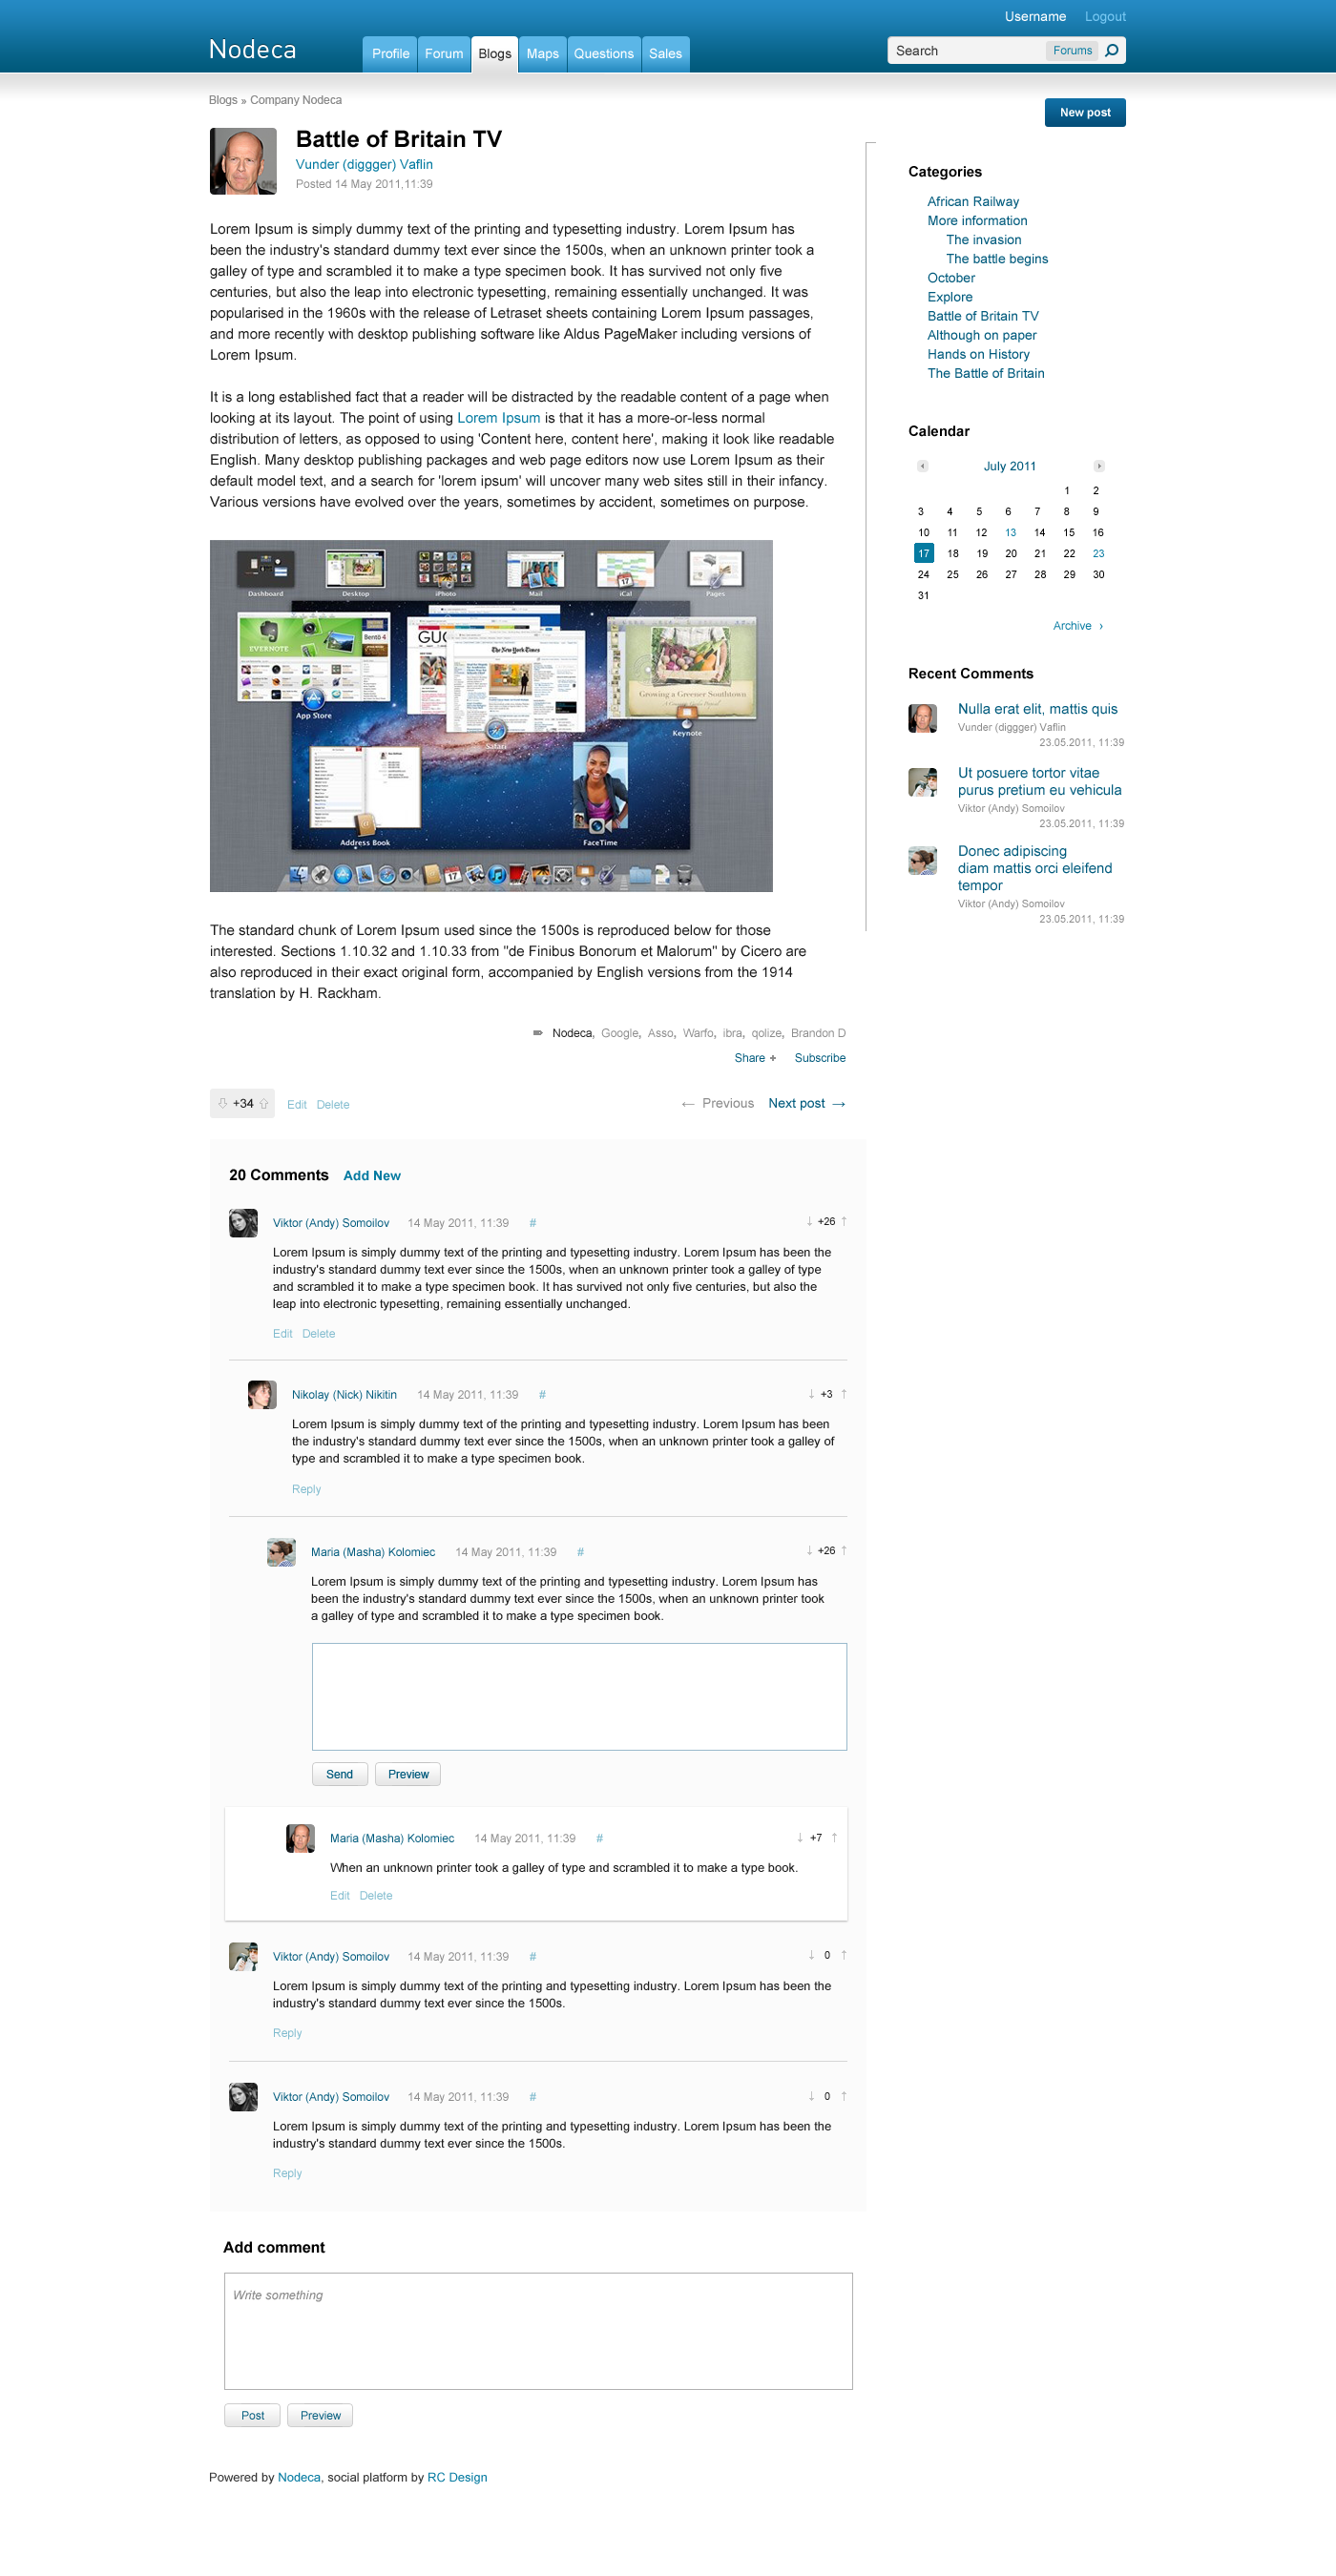 Username Logout
Nodeca
Profile Forum Blogs Maps Questions Sales
Search Forums
Blogs » Company Nodeca
New post
Battle of Britain TV
Vunder (diggger) Vaflin
Posted 14 May 2011,11:39
Lorem Ipsum is simply dummy text of the printing and typesetting industry. Lorem Ipsum has
been the industry's standard dummy text ever since the 1500s, when an unknown printer took a
galley of type and scrambled it to make a type specimen book. It has survived not only five
centuries, but also the leap into electronic typesetting, remaining essentially unchanged. It was
popularised in the 1960s with the release of Letraset sheets containing Lorem Ipsum passages,
and more recently with desktop publishing software like Aldus PageMaker including versions of
Lorem Ipsum.
It is a long established fact that a reader will be distracted by the readable content of a page when
looking at its layout. The point of using Lorem Ipsum is that it has a more-or-less normal
distribution of letters, as opposed to using 'Content here, content here', making it look like readable
English. Many desktop publishing packages and web page editors now use Lorem Ipsum as their
default model text, and a search for 'lorem ipsum' will uncover many web sites still in their infancy.
Various versions have evolved over the years, sometimes by accident, sometimes on purpose.
Dashboard Desktop iPhoto Mail iCal Pages
EVERNOTE
Bento 4
GUC
The New York Times
Growing a Greener Southtown
App Store
Safari
Keynote
Address Book
FaceTime
The standard chunk of Lorem Ipsum used since the 1500s is reproduced below for those
interested. Sections 1.10.32 and 1.10.33 from "de Finibus Bonorum et Malorum" by Cicero are
also reproduced in their exact original form, accompanied by English versions from the 1914
translation by H. Rackham.
Nodeca, Google, Asso, Warfo, ibra, qolize, Brandon D
Share + Subscribe
+34 Edit Delete
← Previous Next post →
20 Comments Add New
Viktor (Andy) Somoilov 14 May 2011, 11:39 # ↓ +26 ↑
Lorem Ipsum is simply dummy text of the printing and typesetting industry. Lorem Ipsum has been the
industry's standard dummy text ever since the 1500s, when an unknown printer took a galley of type
and scrambled it to make a type specimen book. It has survived not only five centuries, but also the
leap into electronic typesetting, remaining essentially unchanged.
Edit Delete
Nikolay (Nick) Nikitin 14 May 2011, 11:39 # ↓ +3 ↑
Lorem Ipsum is simply dummy text of the printing and typesetting industry. Lorem Ipsum has been
the industry's standard dummy text ever since the 1500s, when an unknown printer took a galley of
type and scrambled it to make a type specimen book.
Reply
Maria (Masha) Kolomiec 14 May 2011, 11:39 # ↓ +26 ↑
Lorem Ipsum is simply dummy text of the printing and typesetting industry. Lorem Ipsum has
been the industry's standard dummy text ever since the 1500s, when an unknown printer took
a galley of type and scrambled it to make a type specimen book.
Send Preview
Maria (Masha) Kolomiec 14 May 2011, 11:39 # ↓ +7 ↑
When an unknown printer took a galley of type and scrambled it to make a type book.
Edit Delete
Viktor (Andy) Somoilov 14 May 2011, 11:39 # ↓ 0 ↑
Lorem Ipsum is simply dummy text of the printing and typesetting industry. Lorem Ipsum has been the
industry's standard dummy text ever since the 1500s.
Reply
Viktor (Andy) Somoilov 14 May 2011, 11:39 # ↓ 0 ↑
Lorem Ipsum is simply dummy text of the printing and typesetting industry. Lorem Ipsum has been the
industry's standard dummy text ever since the 1500s.
Reply
Add comment
Write something
Post Preview
Categories
African Railway
More information
The invasion
The battle begins
October
Explore
Battle of Britain TV
Although on paper
Hands on History
The Battle of Britain
Calendar
July 2011
1 2
3 4 5 6 7 8 9
10 11 12 13 14 15 16
17 18 19 20 21 22 23
24 25 26 27 28 29 30
31
Archive ›
Recent Comments
Nulla erat elit, mattis quis
Vunder (diggger) Vaflin
23.05.2011, 11:39
Ut posuere tortor vitae
purus pretium eu vehicula
Viktor (Andy) Somoilov
23.05.2011, 11:39
Donec adipiscing
diam mattis orci eleifend
tempor
Viktor (Andy) Somoilov
23.05.2011, 11:39
Powered by Nodeca, social platform by RC Design